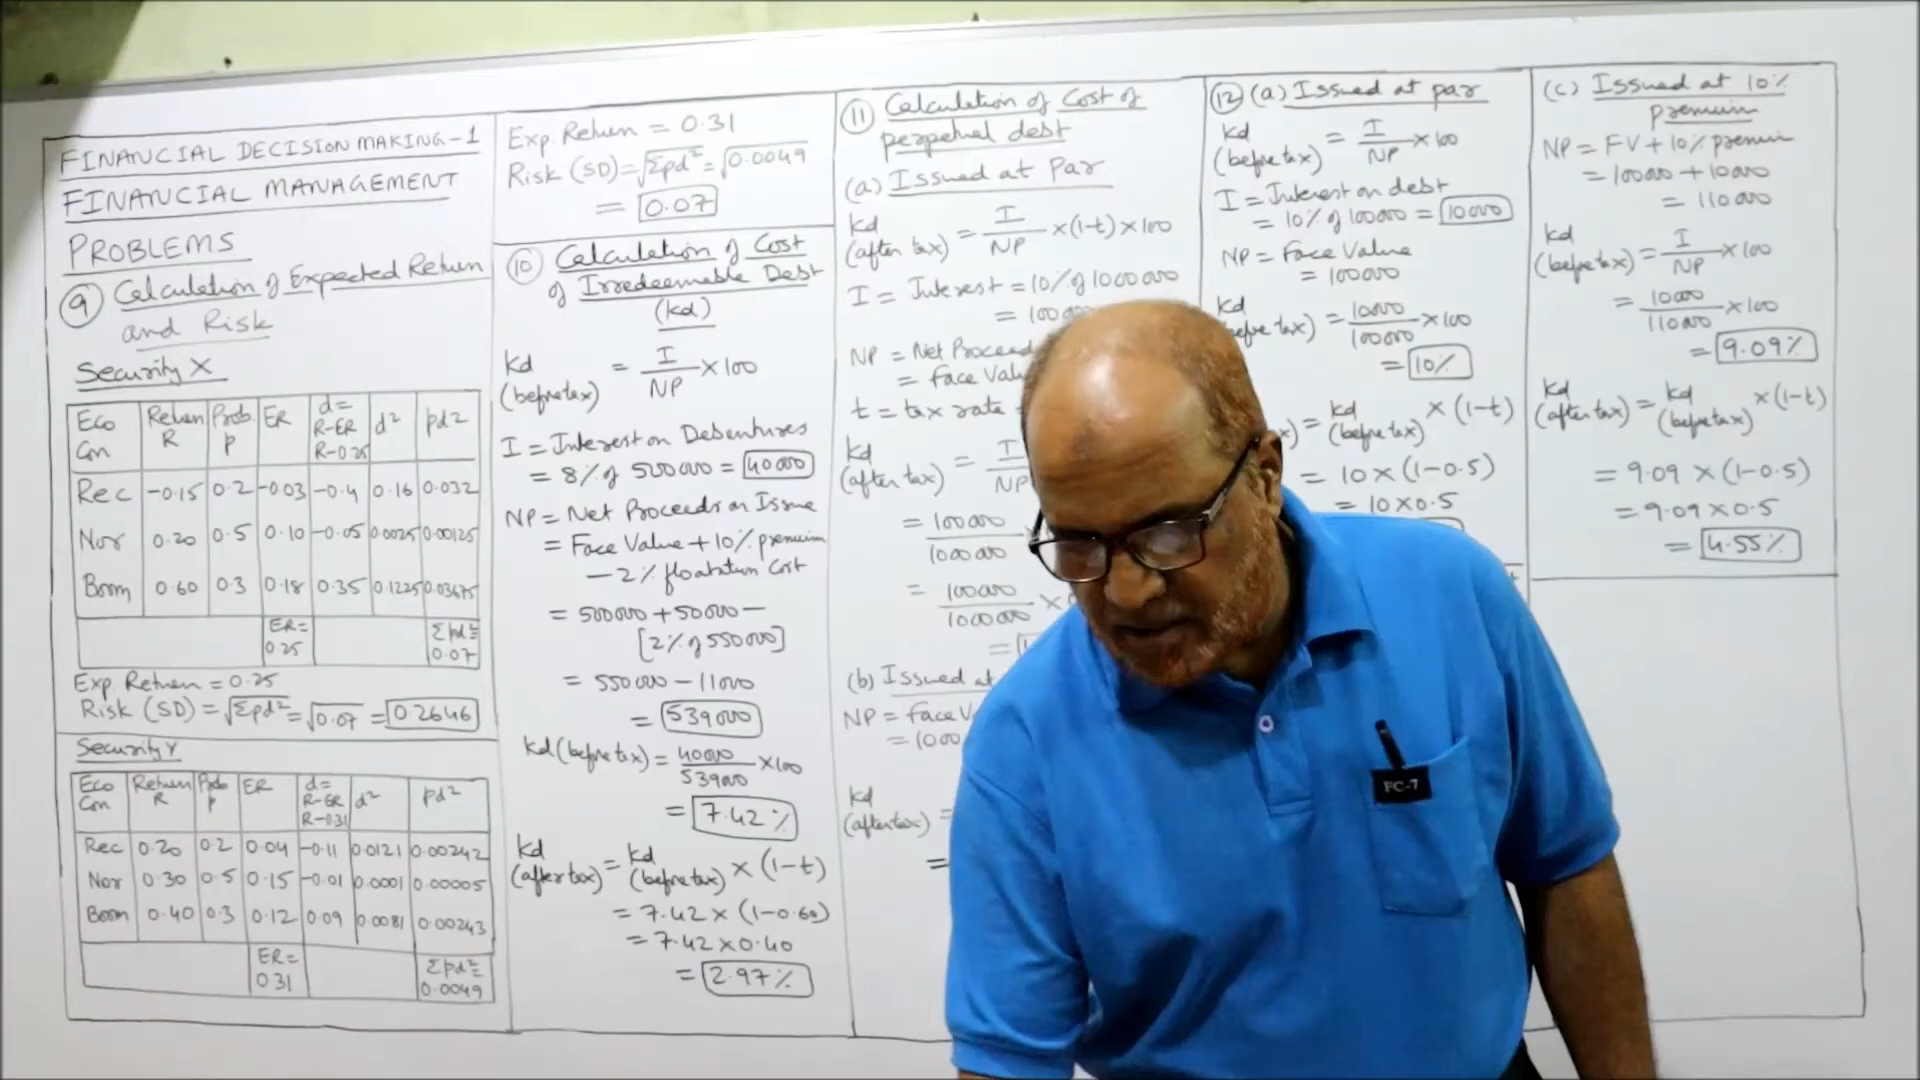 FINANCIAL DECISION MAKING-1
FINANCIAL MANAGEMENT
PROBLEMS
9 Calculation of Expected Return
and Risk
Security X
Eco Con Return R Prob. p ER d= R-ER R-0.25 d² pd²
Rec -0.15 0.2 -0.03 -0.4 0.16 0.032
Nor 0.20 0.5 0.10 -0.05 0.0025 0.00125
Boom 0.60 0.3 0.18 0.35 0.1225 0.03675
ER= 0.25 Σpd²= 0.07
Exp. Return = 0.25
Risk (SD) = √Σpd² = √0.07 = 0.2646
Security Y
Eco Con Return R Prob p ER d= R-ER R-0.31 d² pd²
Rec 0.20 0.2 0.04 -0.11 0.0121 0.00242
Nor 0.30 0.5 0.15 -0.01 0.0001 0.00005
Boom 0.40 0.3 0.12 0.09 0.0081 0.00243
ER= 0.31 Σpd²= 0.0049
Exp. Return = 0.31
Risk (SD) = √Σpd² = √0.0049
= 0.07
10 Calculation of Cost
of Irredeemable Debt
(Kd)
Kd (before tax) = I/NP × 100
I = Interest on Debentures
= 8% of 500000 = 40000
NP = Net Proceeds on Issue
= Face Value + 10% premium
- 2% floatation Cost
= 500000 + 50000 -
[2% of 550000]
= 550000 - 11000
= 539000
Kd (before tax) = 40000/539000 × 100
= 7.42%
Kd (after tax) = Kd (before tax) × (1-t)
= 7.42 × (1-0.60)
= 7.42 × 0.40
= 2.97%
11 Calculation of Cost of
perpetual debt
(a) Issued at Par
Kd (after tax) = I/NP × (1-t) × 100
I = Interest = 10% of 1000000
= 1000
NP = Net Proceed
= Face Valu
t = tax rate
Kd (after tax) = I/NP
= 100000/1000000
= 100000/1000000 ×
=
(b) Issued at
NP = Face V
= 1000
Kd (after tax) =
=
12 (a) Issued at par
Kd (before tax) = I/NP × 100
I = Interest on debt
= 10% of 100000 = 10000
NP = Face Value
= 100000
Kd (before tax) = 10000/100000 × 100
= 10%
= Kd (before tax) × (1-t)
= 10 × (1-0.5)
= 10 × 0.5
(c) Issued at 10%
premium
NP = FV + 10% premium
= 100000 + 10000
= 110000
Kd (before tax) = I/NP × 100
= 10000/110000 × 100
= 9.09%
Kd (after tax) = Kd (before tax) × (1-t)
= 9.09 × (1-0.5)
= 9.09 × 0.5
= 4.55%
FC-7